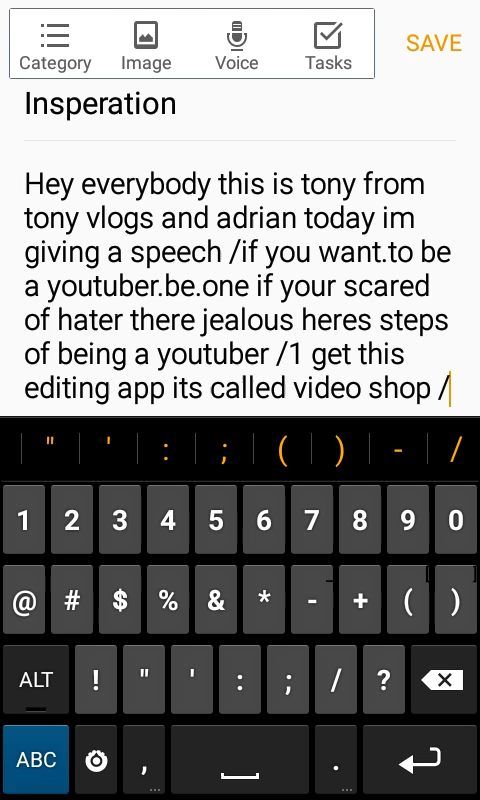 Category Image Voice Tasks SAVE
Insperation
Hey everybody this is tony from
tony vlogs and adrian today im
giving a speech /if you want.to be
a youtuber.be.one if your scared
of hater there jealous heres steps
of being a youtuber /1 get this
editing app its called video shop /
" ' : ; ( ) - /
1 2 3 4 5 6 7 8 9 0
@ # $ % & * - + ( )
ALT ! " ' : ; / ?
ABC , .